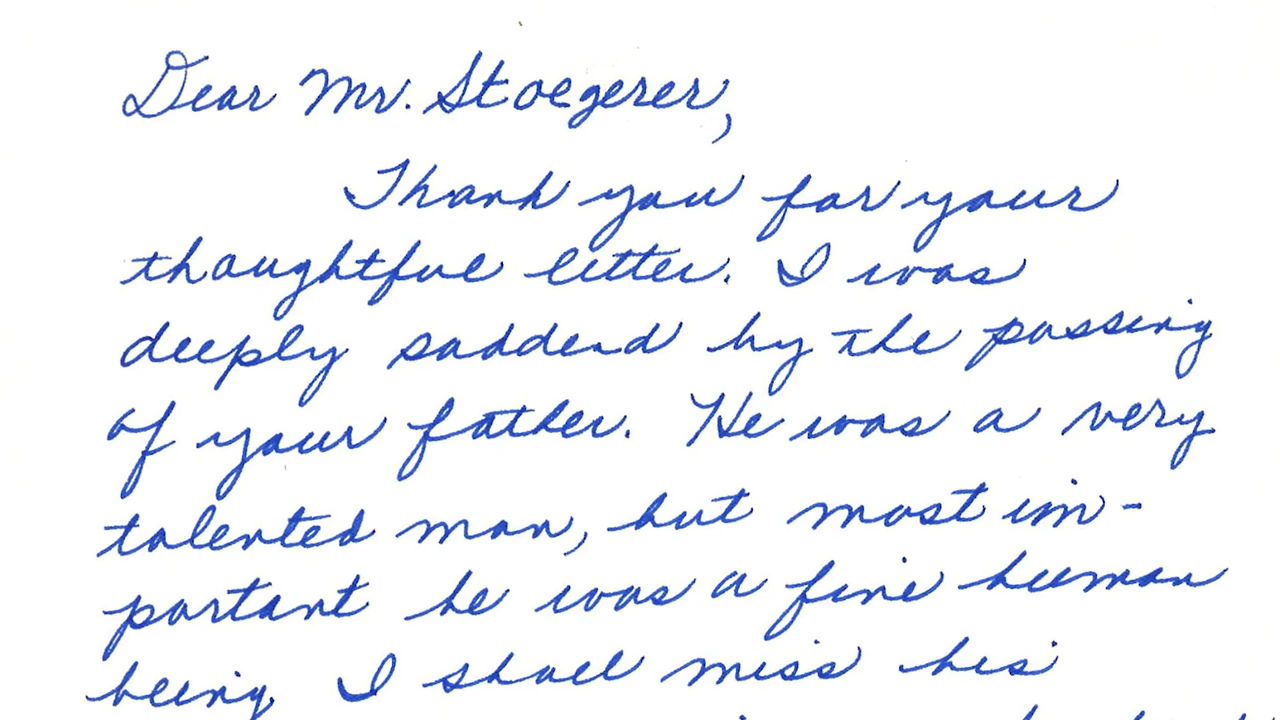 Dear Mr. Stoegerer,
Thank you for your
thoughtful letter. I was
deeply saddend by the passing
of your father. He was a very
talented man, but most im-
portant he was a fine human
being. I shall miss his